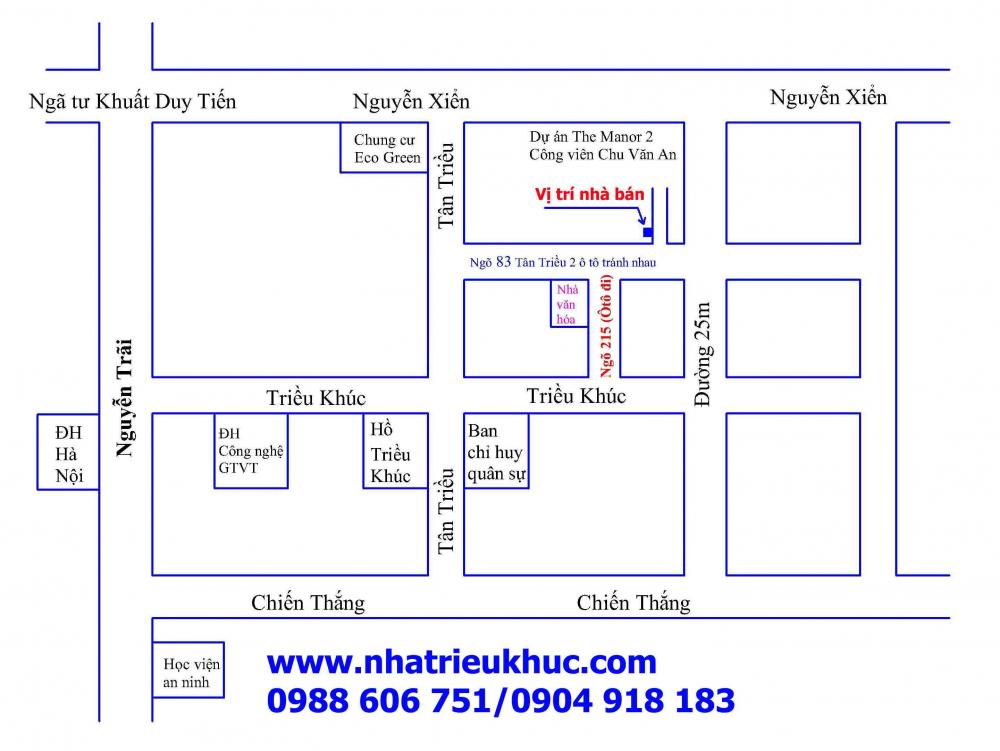 Ngã tư Khuất Duy Tiến
Nguyễn Xiển
Nguyễn Xiển
Chung cư
Eco Green
Tân Triều
Dự án The Manor 2
Công viên Chu Văn An
Vị trí nhà bán
Ngõ 83 Tân Triều 2 ô tô tránh nhau
Nhà
văn
hóa
Ngõ 215 (Ôtô đi)
Đường 25m
Nguyễn Trãi
Triều Khúc
Triều Khúc
ĐH
Hà
Nội
ĐH
Công nghệ
GTVT
Hồ
Triều
Khúc
Ban
chỉ huy
quân sự
Tân Triều
Chiến Thắng
Chiến Thắng
Học viện
an ninh
www.nhatrieukhuc.com
0988 606 751/0904 918 183